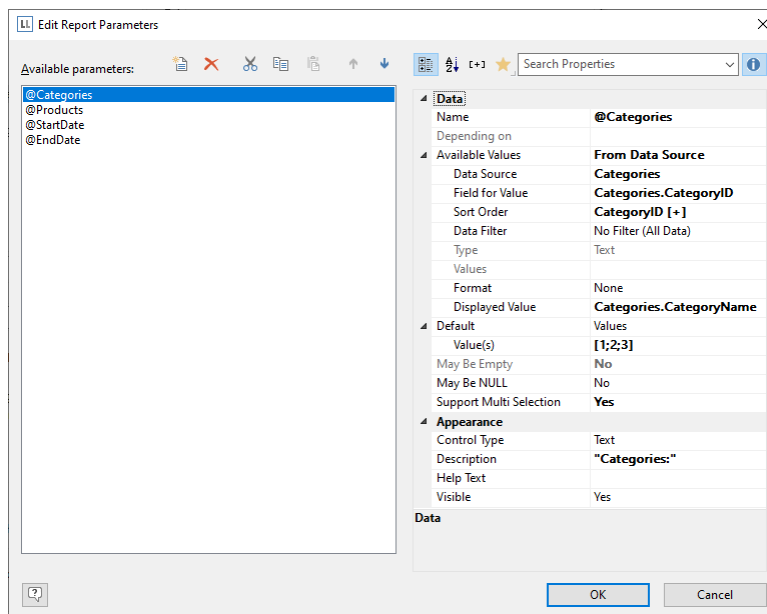 LL Edit Report Parameters
Available parameters:
Search Properties
@Categories
@Products
@StartDate
@EndDate
Data
Name @Categories
Depending on
Available Values From Data Source
Data Source Categories
Field for Value Categories.CategoryID
Sort Order CategoryID [+]
Data Filter No Filter (All Data)
Type Text
Values
Format None
Displayed Value Categories.CategoryName
Default Values
Value(s) [1;2;3]
May Be Empty No
May Be NULL No
Support Multi Selection Yes
Appearance
Control Type Text
Description "Categories:"
Help Text
Visible Yes
Data
OK Cancel